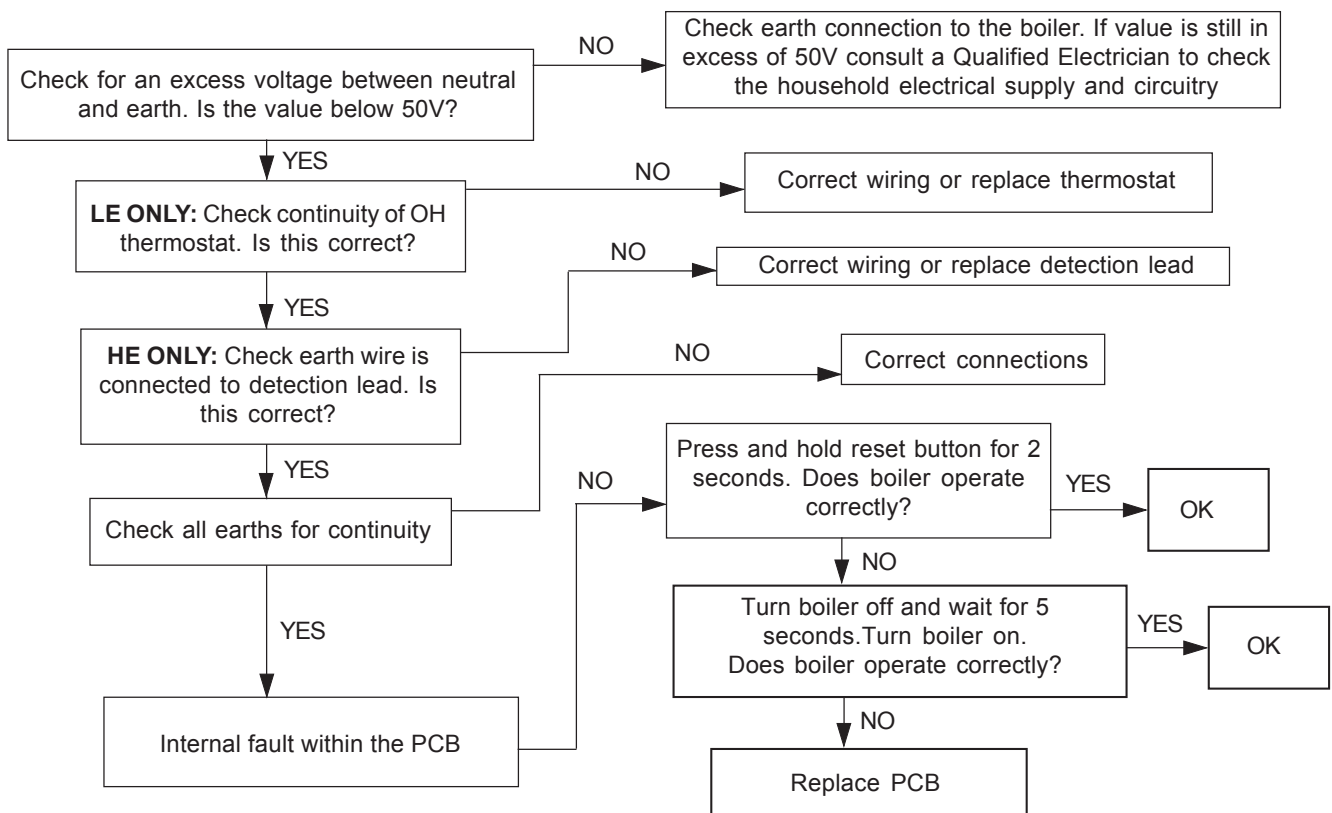 Check for an excess voltage between neutral
and earth. Is the value below 50V?
NO
Check earth connection to the boiler. If value is still in
excess of 50V consult a Qualified Electrician to check
the household electrical supply and circuitry
YES
LE ONLY: Check continuity of OH
thermostat. Is this correct?
NO
Correct wiring or replace thermostat
YES
HE ONLY: Check earth wire is
connected to detection lead. Is
this correct?
NO
Correct wiring or replace detection lead
YES
Check all earths for continuity
NO
Correct connections
YES
Internal fault within the PCB
NO
Press and hold reset button for 2
seconds. Does boiler operate
correctly?
YES
OK
NO
Turn boiler off and wait for 5
seconds.Turn boiler on.
Does boiler operate correctly?
YES
OK
NO
Replace PCB